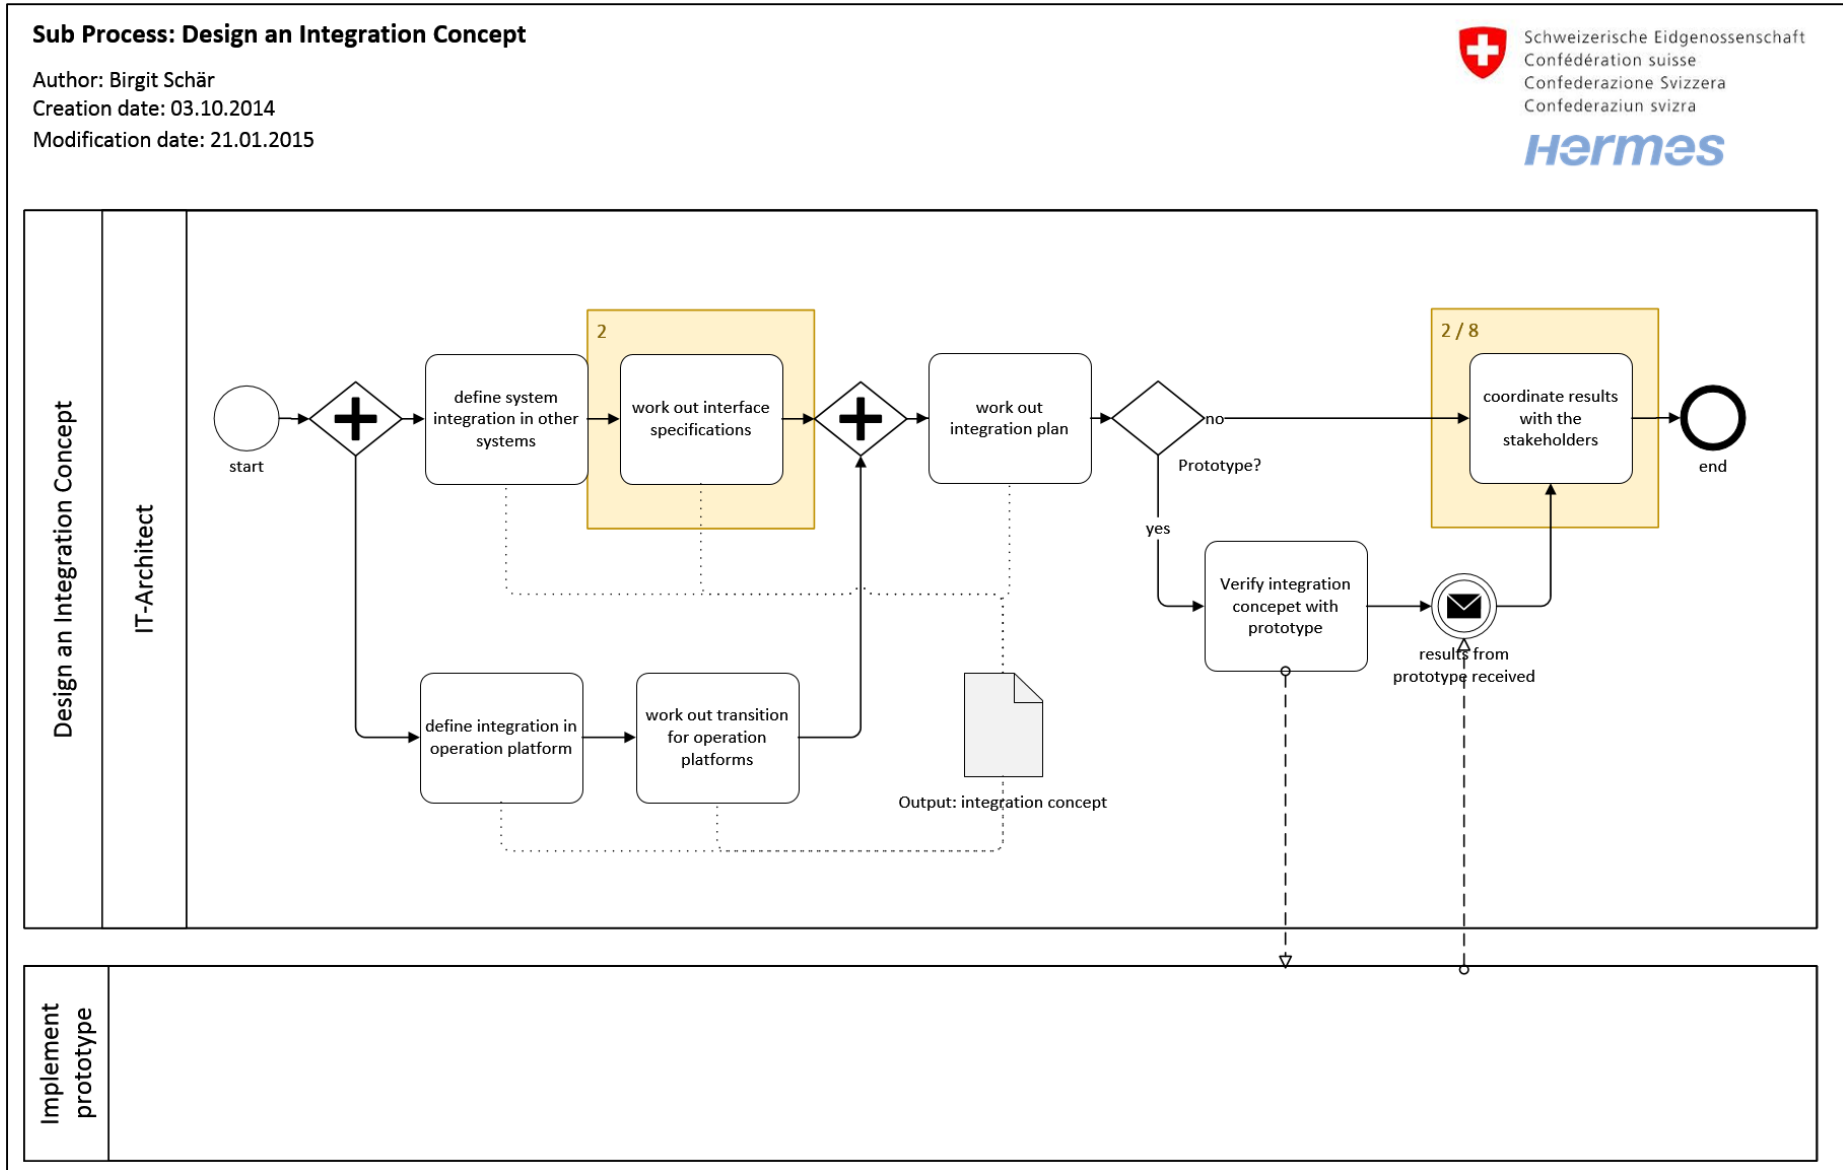 Sub Process: Design an Integration Concept
Author: Birgit Schär
Creation date: 03.10.2014
Modification date: 21.01.2015
Schweizerische Eidgenossenschaft
Confédération suisse
Confederazione Svizzera
Confederaziun svizra
Hermes
Design an Integration Concept
IT-Architect
start
define system
integration in other
systems
2
work out interface
specifications
work out
integration plan
no
Prototype?
yes
2 / 8
coordinate results
with the
stakeholders
end
Verify integration
concepet with
prototype
results from
prototype received
define integration in
operation platform
work out transition
for operation
platforms
Output: integration concept
Implement
prototype